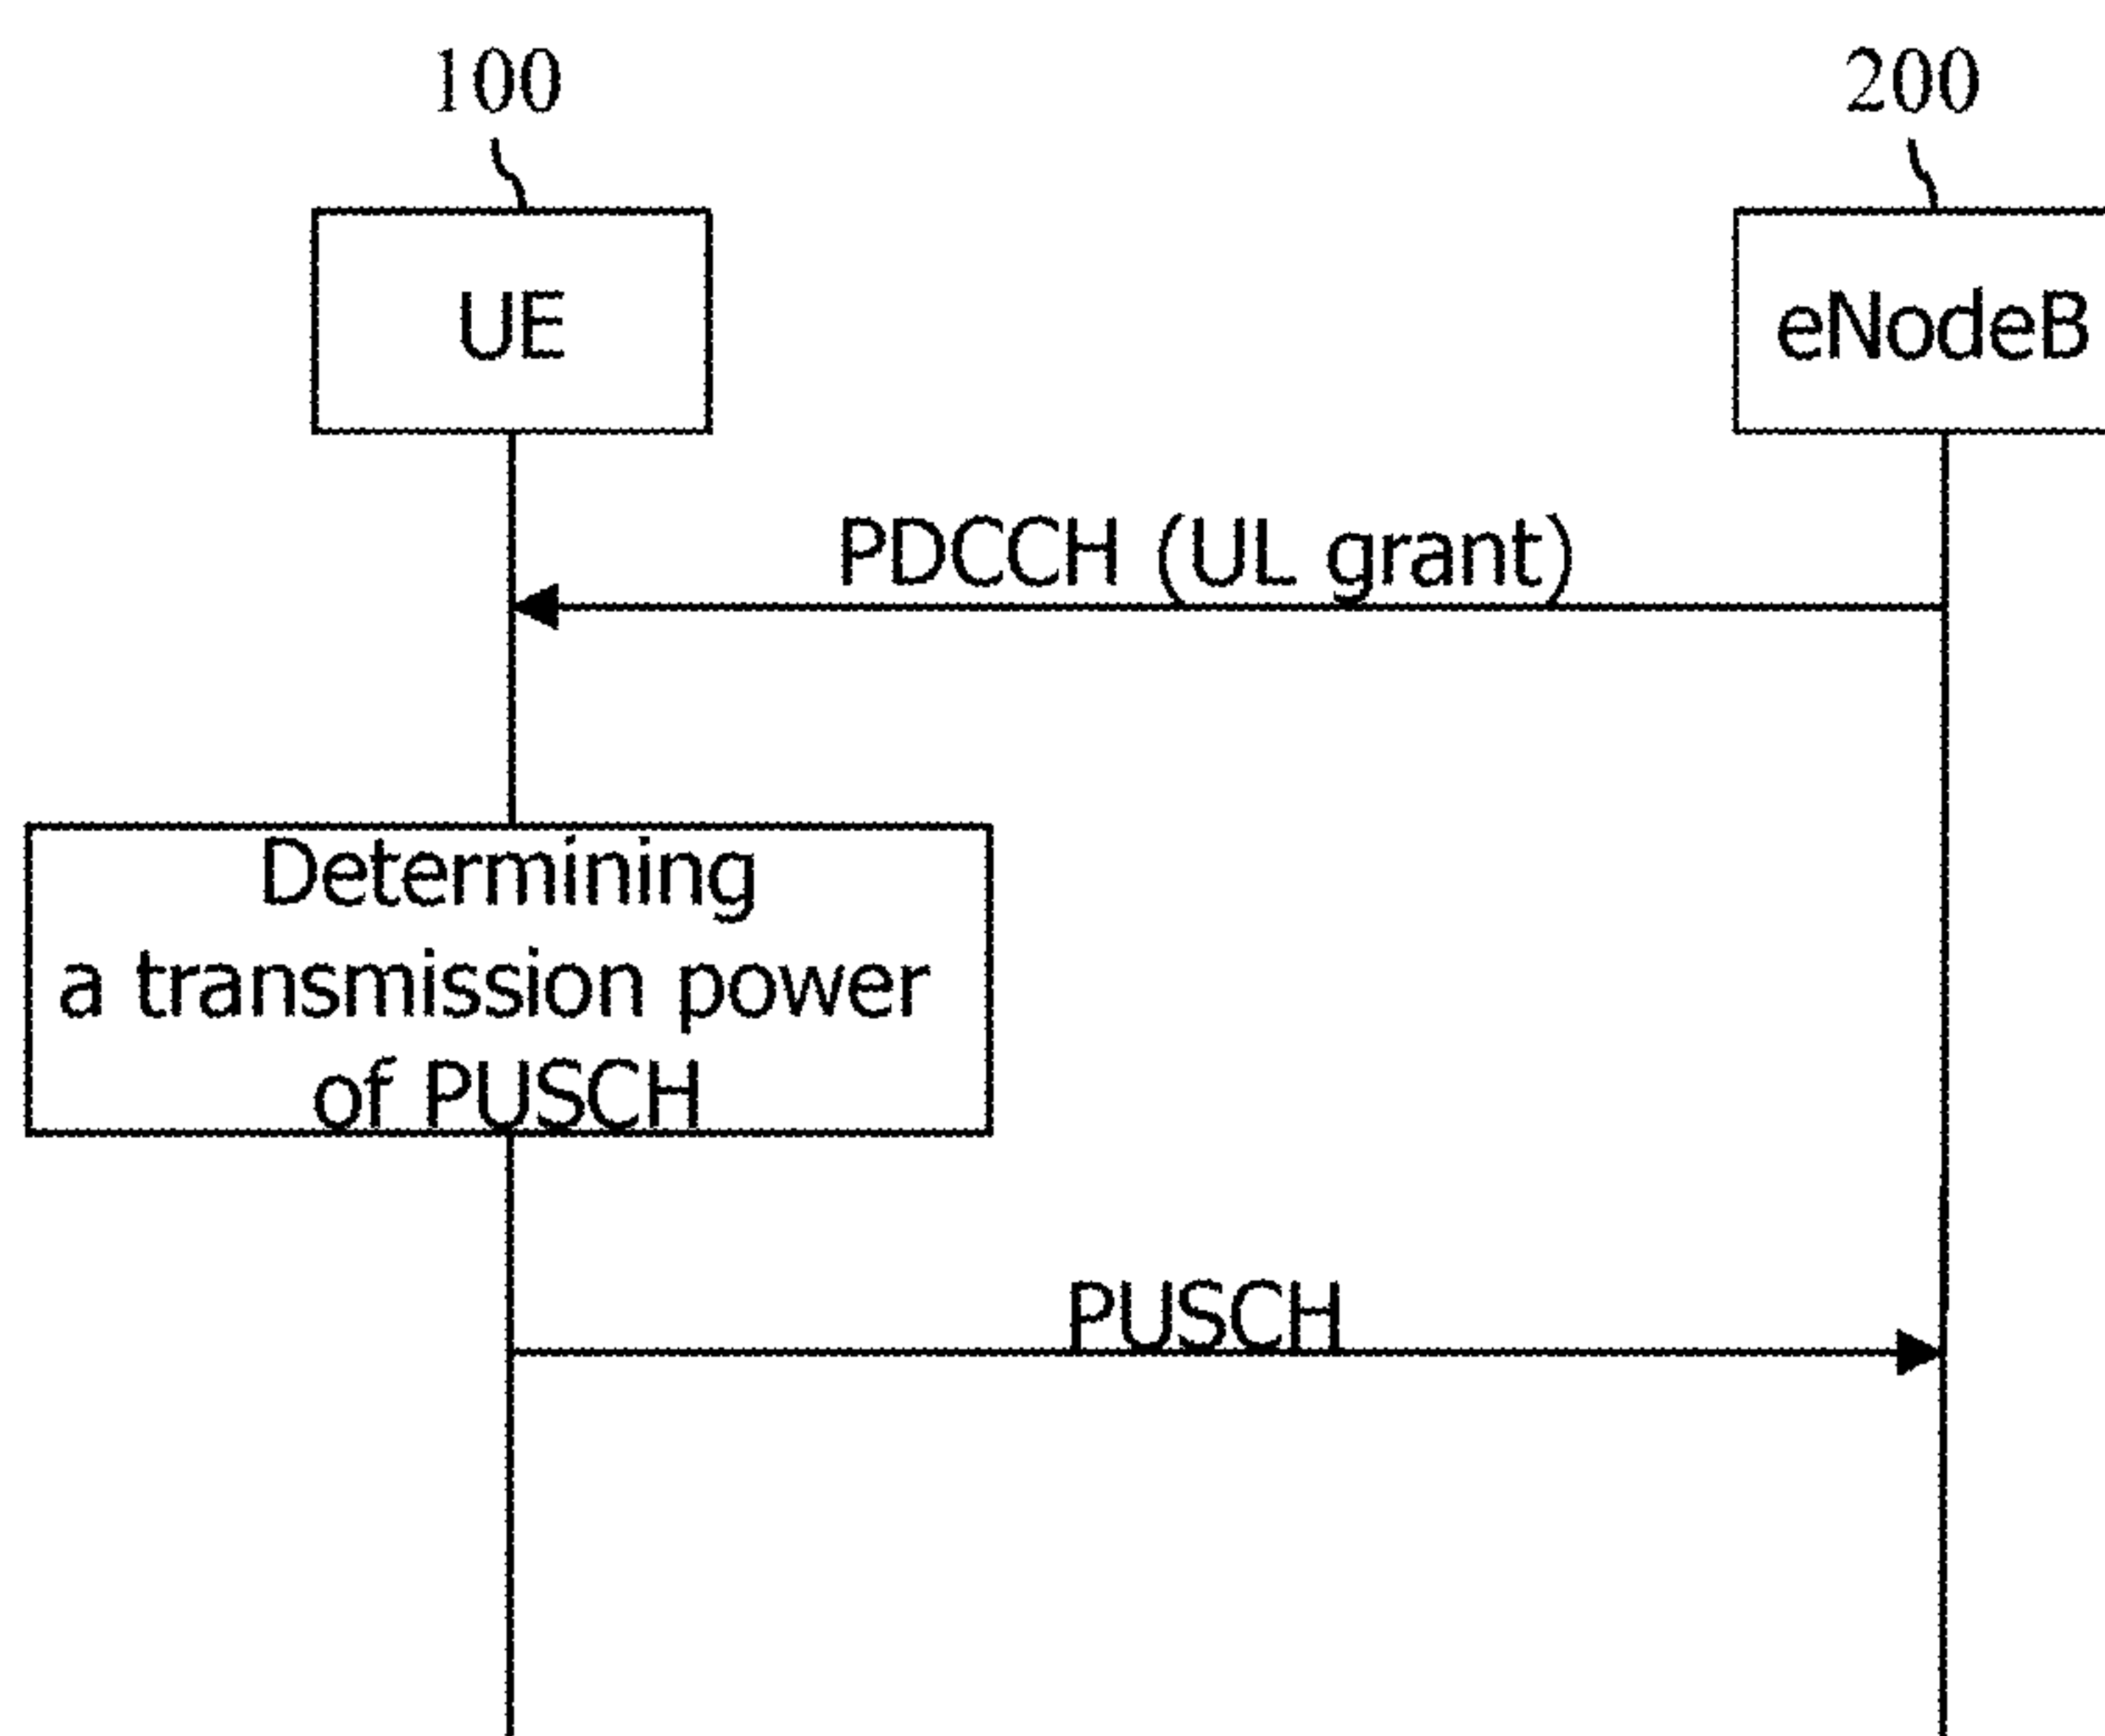 100
200
UE
eNodeB
PDCCH (UL grant)
Determining
a transmission power
of PUSCH
PUSCH